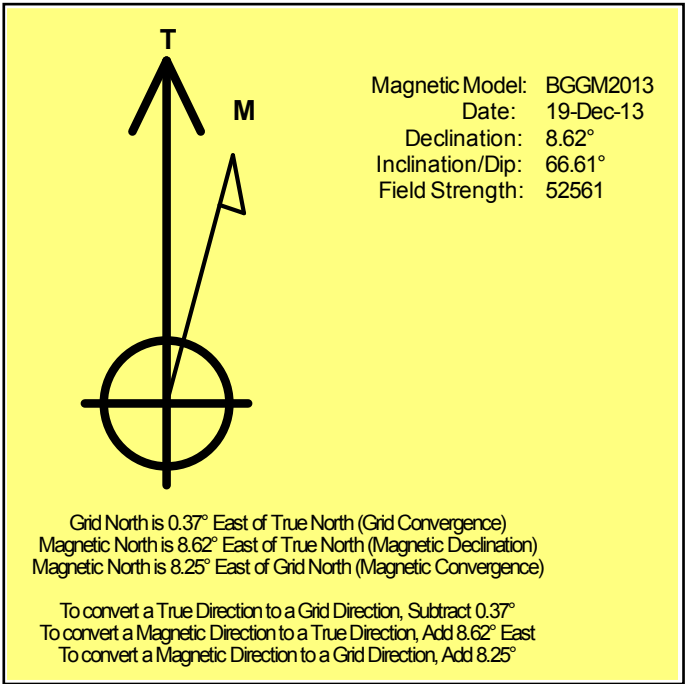 T
M
Magnetic Model: BGGM2013
Date: 19-Dec-13
Declination: 8.62°
Inclination/Dip: 66.61°
Field Strength: 52561
Grid North is 0.37° East of True North (Grid Convergence)
Magnetic North is 8.62° East of True North (Magnetic Declination)
Magnetic North is 8.25° East of Grid North (Magnetic Convergence)
To convert a True Direction to a Grid Direction, Subtract 0.37°
To convert a Magnetic Direction to a True Direction, Add 8.62° East
To convert a Magnetic Direction to a Grid Direction, Add 8.25°